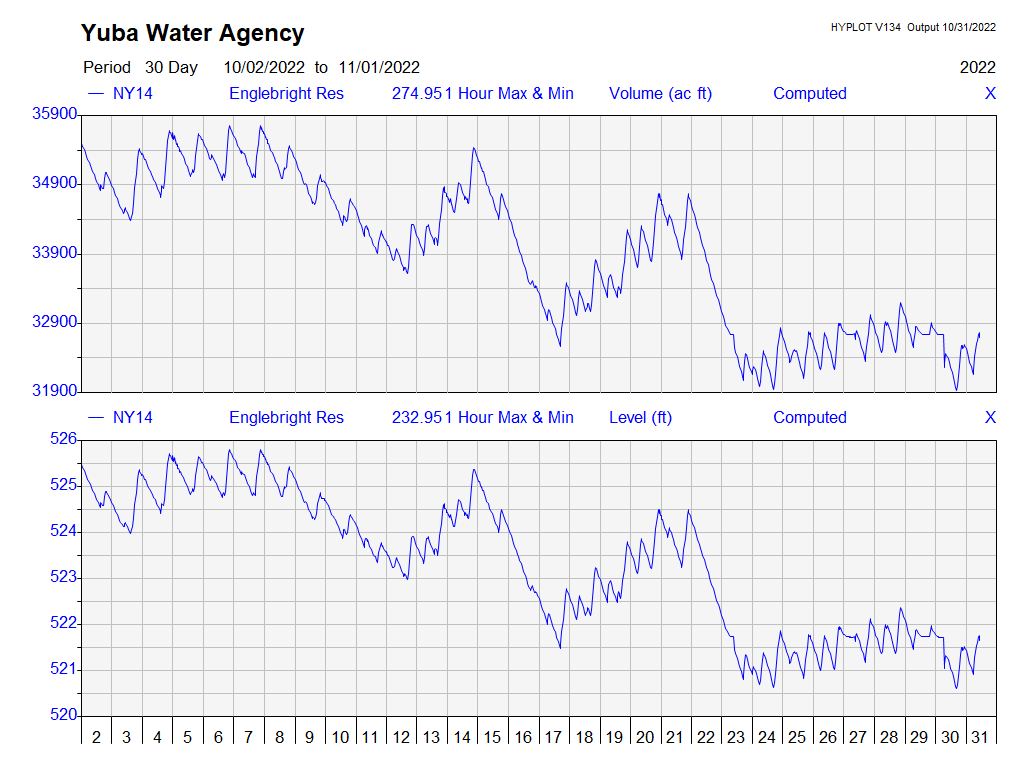 Yuba Water Agency
HYPLOT V134 Output 10/31/2022
Period 30 Day 10/02/2022 to 11/01/2022 2022
NY14 Englebright Res 274.951 Hour Max & Min Volume (ac ft) Computed X
35900
34900
33900
32900
31900
NY14 Englebright Res 232.951 Hour Max & Min Level (ft) Computed X
526
525
524
523
522
521
520
2 3 4 5 6 7 8 9 10 11 12 13 14 15 16 17 18 19 20 21 22 23 24 25 26 27 28 29 30 31